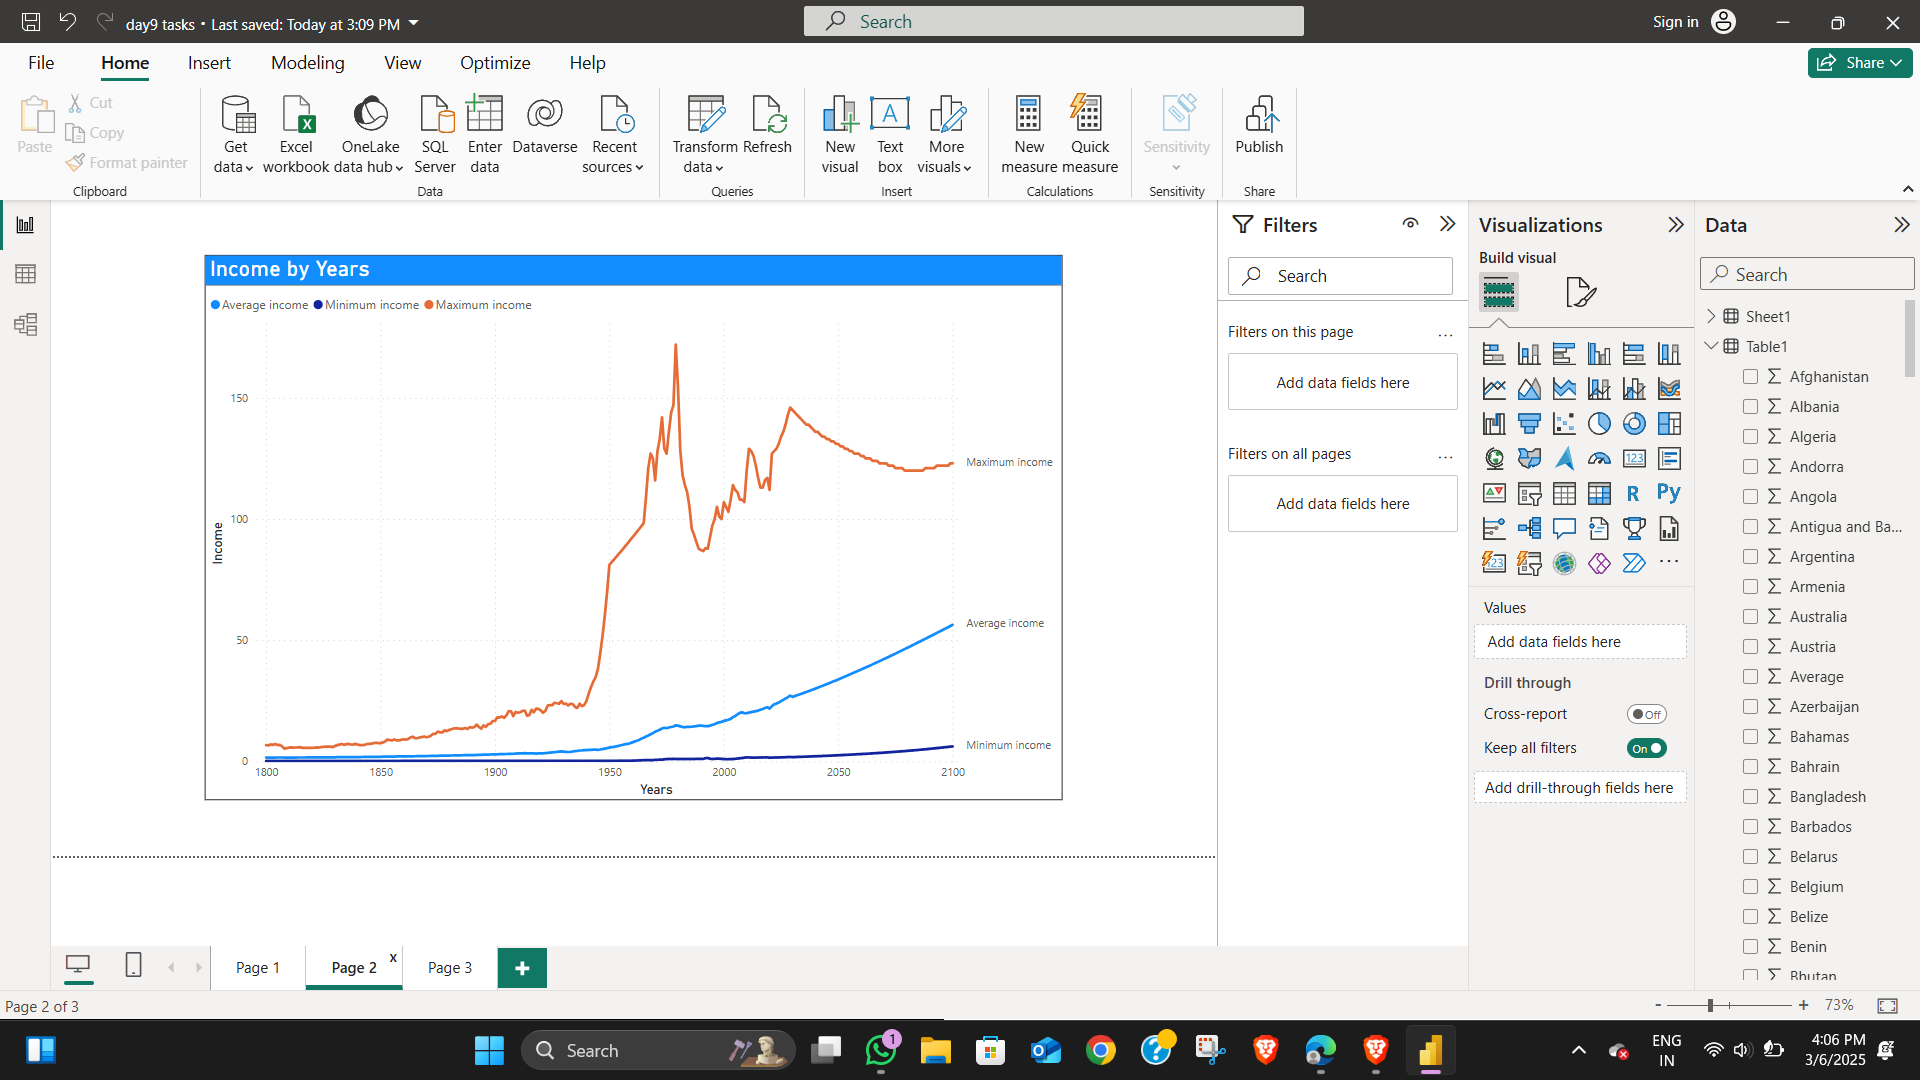 day9 tasks • Last saved: Today at 3:09 PM
Search
Sign in
File
Home
Insert
Modeling
View
Optimize
Help
Share
Paste
Cut
Copy
Format painter
Clipboard
Get data
Excel workbook
OneLake data hub
SQL Server
Enter data
Dataverse
Recent sources
Data
Transform data
Refresh
Queries
New visual
Text box
More visuals
Insert
New measure
Quick measure
Calculations
Sensitivity
Sensitivity
Publish
Share
Income by Years
Average income
Minimum income
Maximum income
150
100
50
0
Income
1800
1850
1900
1950
2000
2050
2100
Years
Maximum income
Average income
Minimum income
Filters
Search
Filters on this page
...
Add data fields here
Filters on all pages
...
Add data fields here
Visualizations
Build visual
123
R
Py
123
...
Values
Add data fields here
Drill through
Cross-report
Off
Keep all filters
On
Add drill-through fields here
Data
Search
Sheet1
Table1
Afghanistan
Albania
Algeria
Andorra
Angola
Antigua and Ba...
Argentina
Armenia
Australia
Austria
Average
Azerbaijan
Bahamas
Bahrain
Bangladesh
Barbados
Belarus
Belgium
Belize
Benin
Bhutan
Page 1
Page 2
x
Page 3
+
Page 2 of 3
- + 73%
Search
1
ENG
IN
4:06 PM
3/6/2025